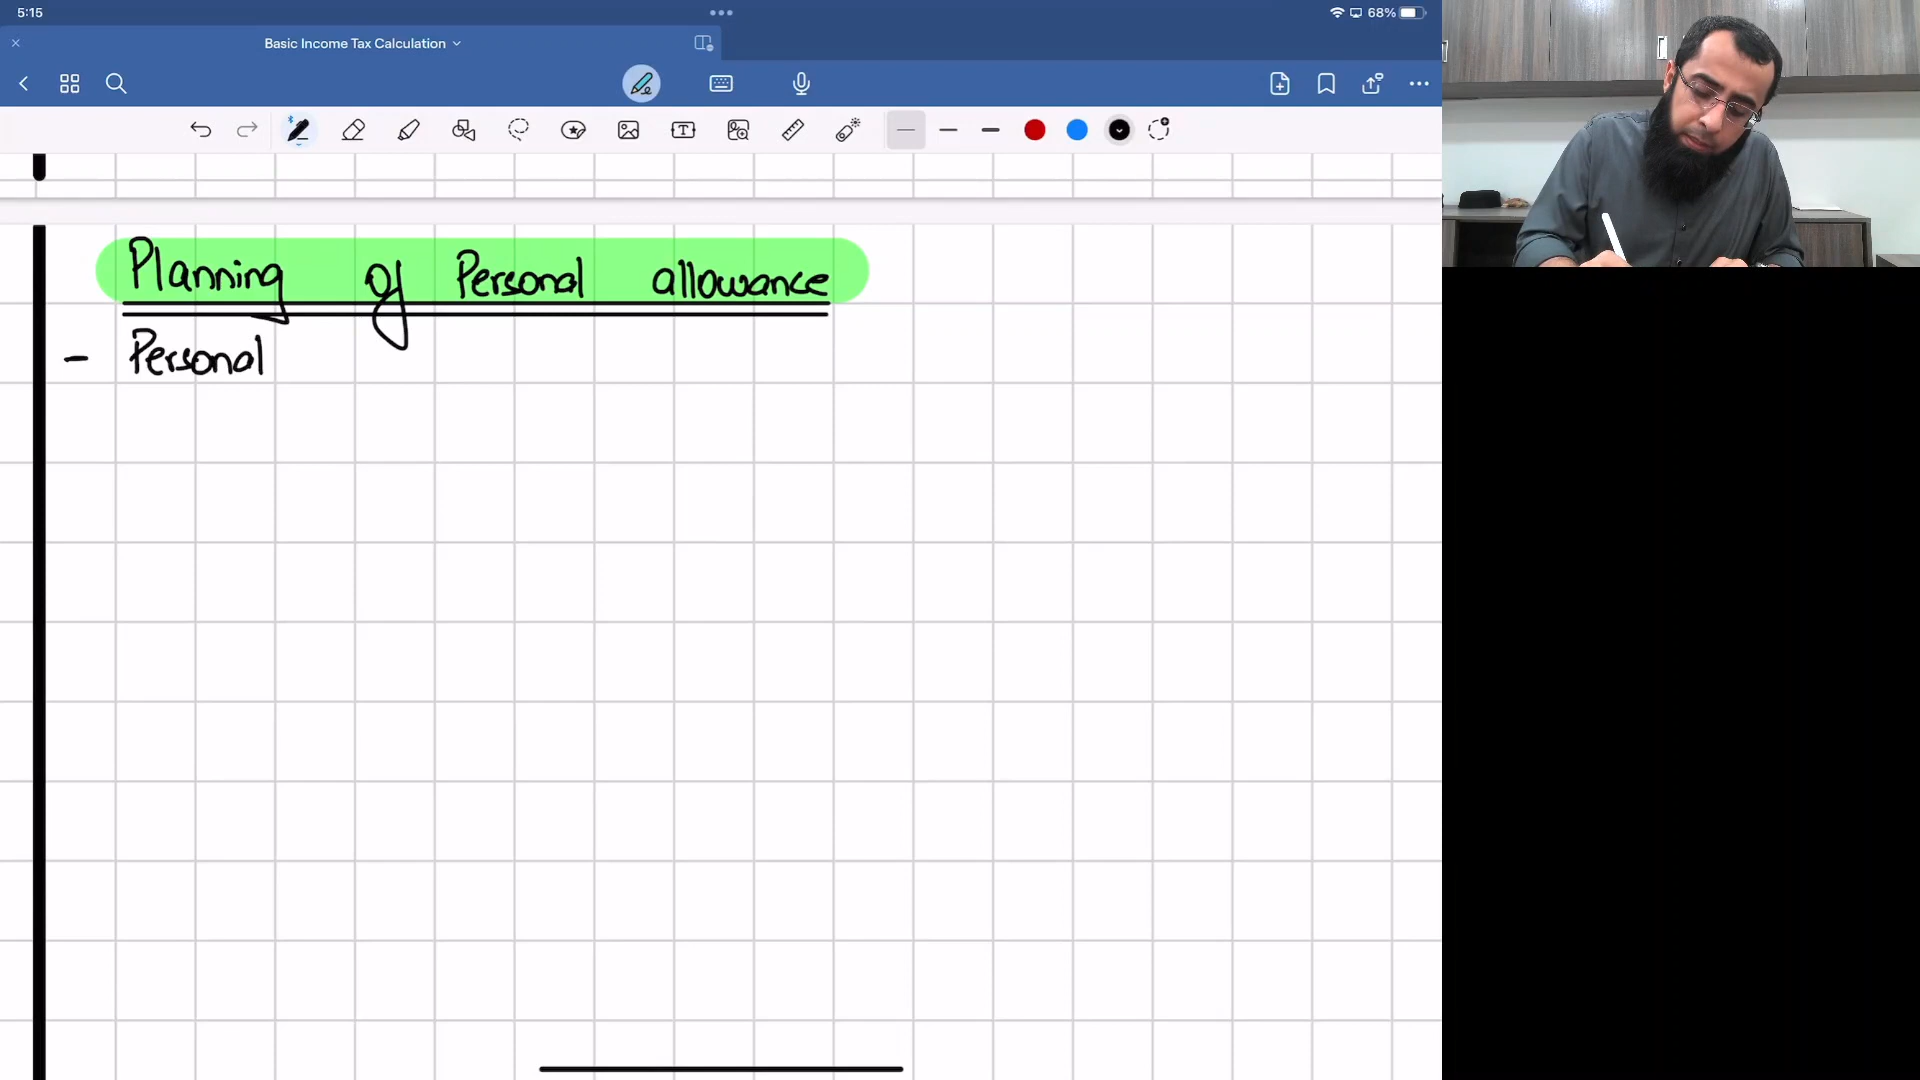 5:15
68%
Basic Income Tax Calculation
Planning of Personal allowance
- Personal